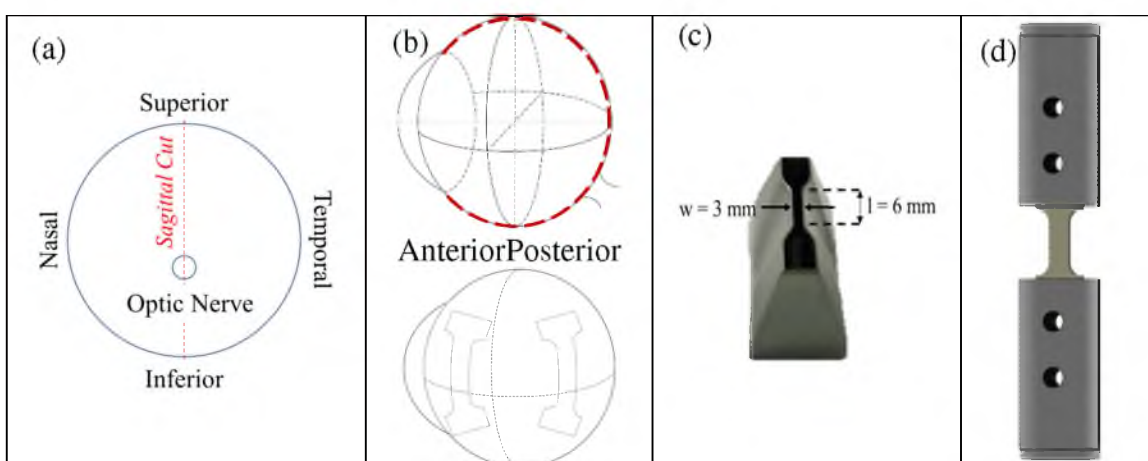 (a)
Superior
Sagittal Cut
Nasal
Temporal
Optic Nerve
Inferior
(b)
AnteriorPosterior
(c)
w = 3 mm
l = 6 mm
(d)